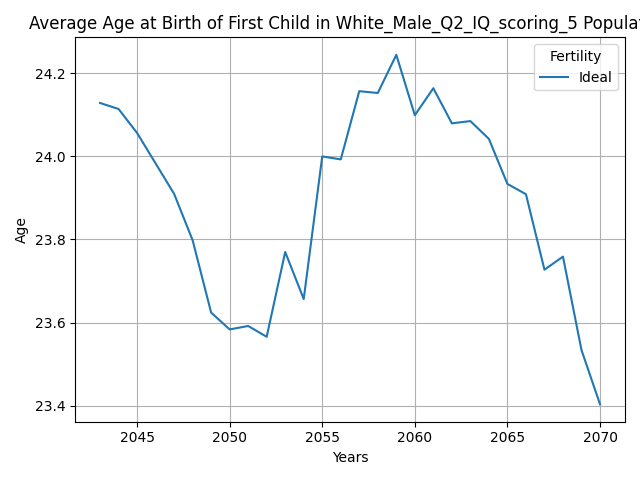 Average Age at Birth of First Child in White_Male_Q2_IQ_scoring_5 Populat
Fertility
Ideal
24.2
24.0
23.8
23.6
23.4
Age
2045 2050 2055 2060 2065 2070
Years